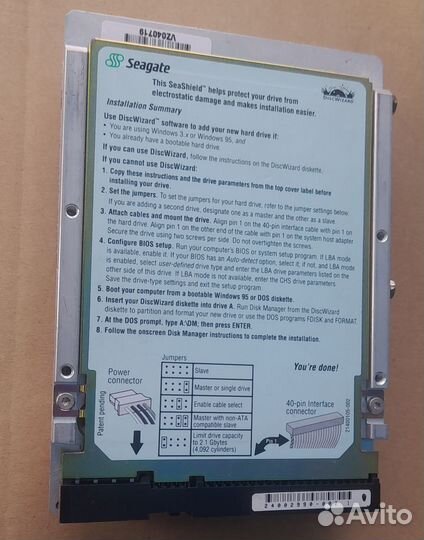 VZ040719
Seagate
This SeaShield™ helps protect your drive from
electrostatic damage and makes installation easier.
DISCWIZARD™
Installation Summary
Use DiscWizard™ software to add your new hard drive if:
• You are using Windows 3.x or Windows 95, and
• You already have a bootable hard drive.
If you can use DiscWizard, follow the instructions on the DiscWizard diskette.
If you cannot use DiscWizard:
1. Copy these instructions and the drive parameters from the top cover label before
installing your drive.
2. Set the jumpers. To set the jumpers for your hard drive, refer to the jumper settings below.
If you are adding a second drive, designate one as a master and the other as a slave.
3. Attach cables and mount the drive. Align pin 1 on the 40-pin interface cable with pin 1 on
the hard drive. Align pin 1 on the other end of the cable with pin 1 on the system host adapter.
Secure the drive using two screws per side. Do not overtighten the screws.
4. Configure BIOS setup. Run your computer's BIOS or system setup program. If LBA mode
is available, enable it. If your BIOS has an Auto-detect option, select it; if not, and LBA mode
is enabled, select user-defined drive type and enter the LBA drive parameters listed on the
other side of this drive. If LBA mode is not available, enter the CHS drive parameters.
Save the drive-type settings and exit the setup program.
5. Boot your computer from a bootable Windows 95 or DOS diskette.
6. Insert your DiscWizard diskette into drive A. Run Disk Manager from the DiscWizard
diskette to partition and format your new drive or use the DOS programs FDISK and FORMAT.
7. At the DOS prompt, type A:\DM; then press ENTER.
8. Follow the onscreen Disk Manager instructions to complete the installation.
You're done!
Jumpers
Power
connector
Patent pending
Slave
Master or single drive
Enable cable select
Master with non-ATA
compatible slave
Limit drive capacity
to 2.1 Gbytes
(4,092 cylinders)
40-pin Interface
connector
Pin 1
21400105-002
Avito